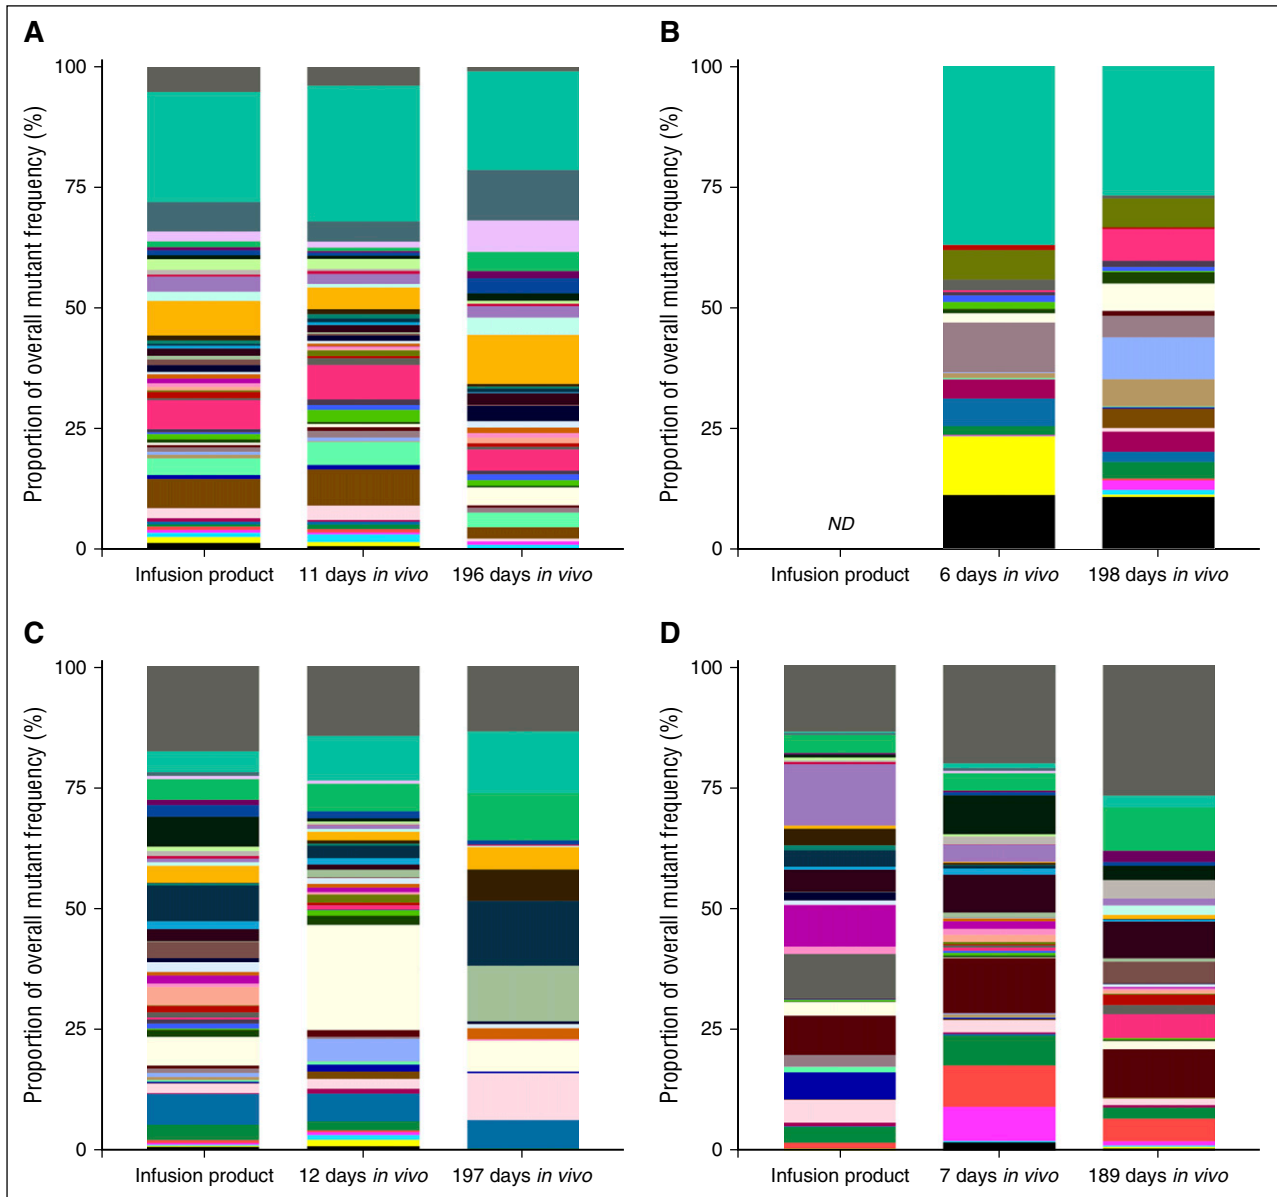 A
Proportion of overall mutant frequency (%)
100
75
50
25
0
Infusion product
11 days in vivo
196 days in vivo
B
Proportion of overall mutant frequency (%)
100
75
50
25
0
ND
Infusion product
6 days in vivo
198 days in vivo
C
Proportion of overall mutant frequency (%)
100
75
50
25
0
Infusion product
12 days in vivo
197 days in vivo
D
Proportion of overall mutant frequency (%)
100
75
50
25
0
Infusion product
7 days in vivo
189 days in vivo